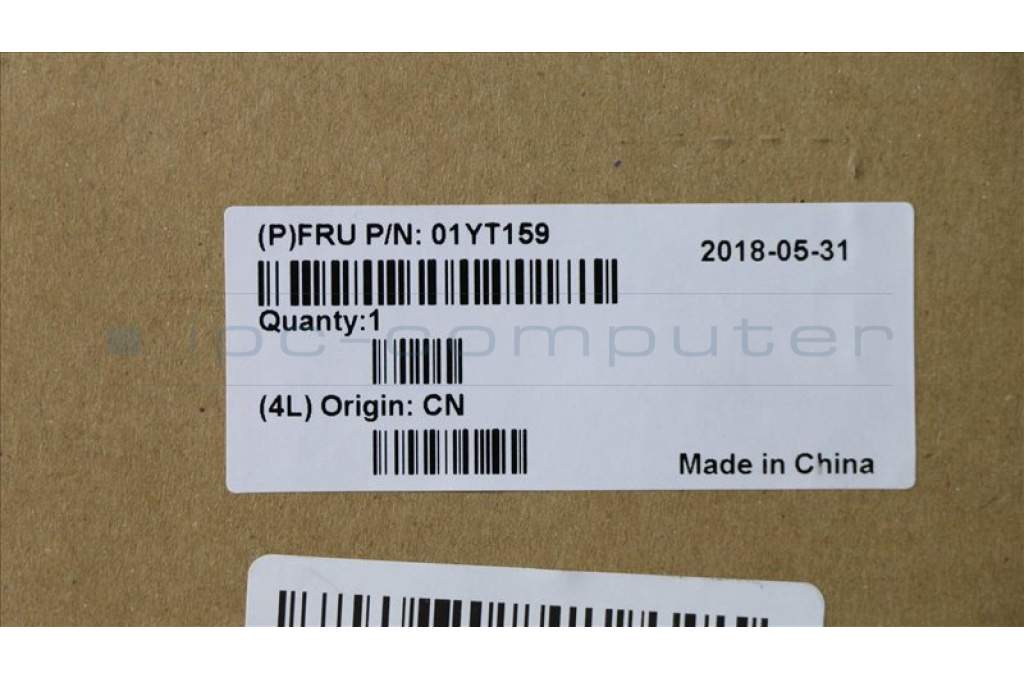 (P)FRU P/N: 01YT159
2018-05-31
Quanty:1
ipc-computer
(4L) Origin: CN
Made in China